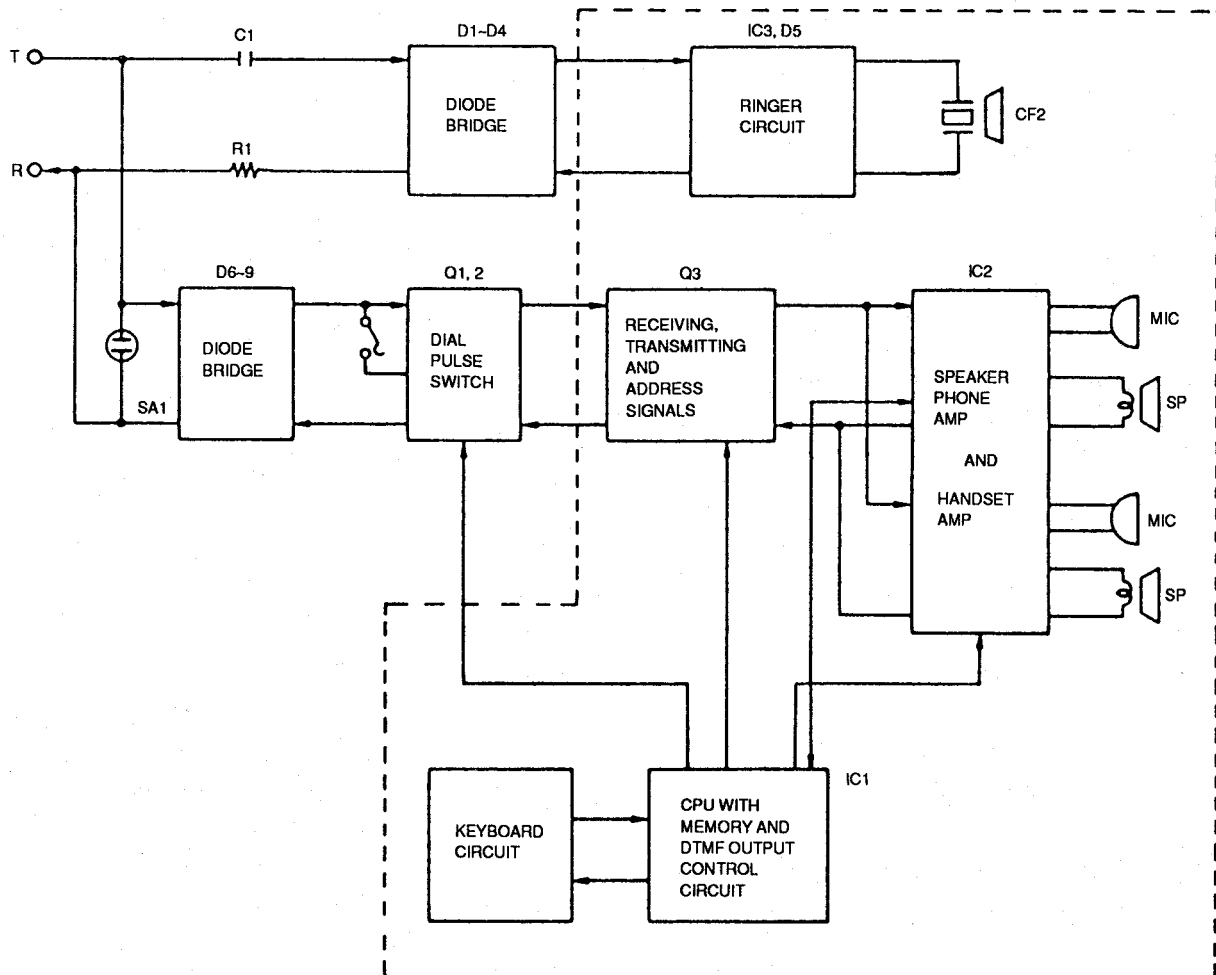 T
C1
D1~D4
DIODE
BRIDGE
IC3, D5
RINGER
CIRCUIT
CF2
R
R1
D6~9
DIODE
BRIDGE
SA1
Q1, 2
DIAL
PULSE
SWITCH
Q3
RECEIVING,
TRANSMITTING
AND
ADDRESS
SIGNALS
IC2
SPEAKER
PHONE
AMP
AND
HANDSET
AMP
MIC
SP
MIC
SP
KEYBOARD
CIRCUIT
IC1
CPU WITH
MEMORY AND
DTMF OUTPUT
CONTROL
CIRCUIT